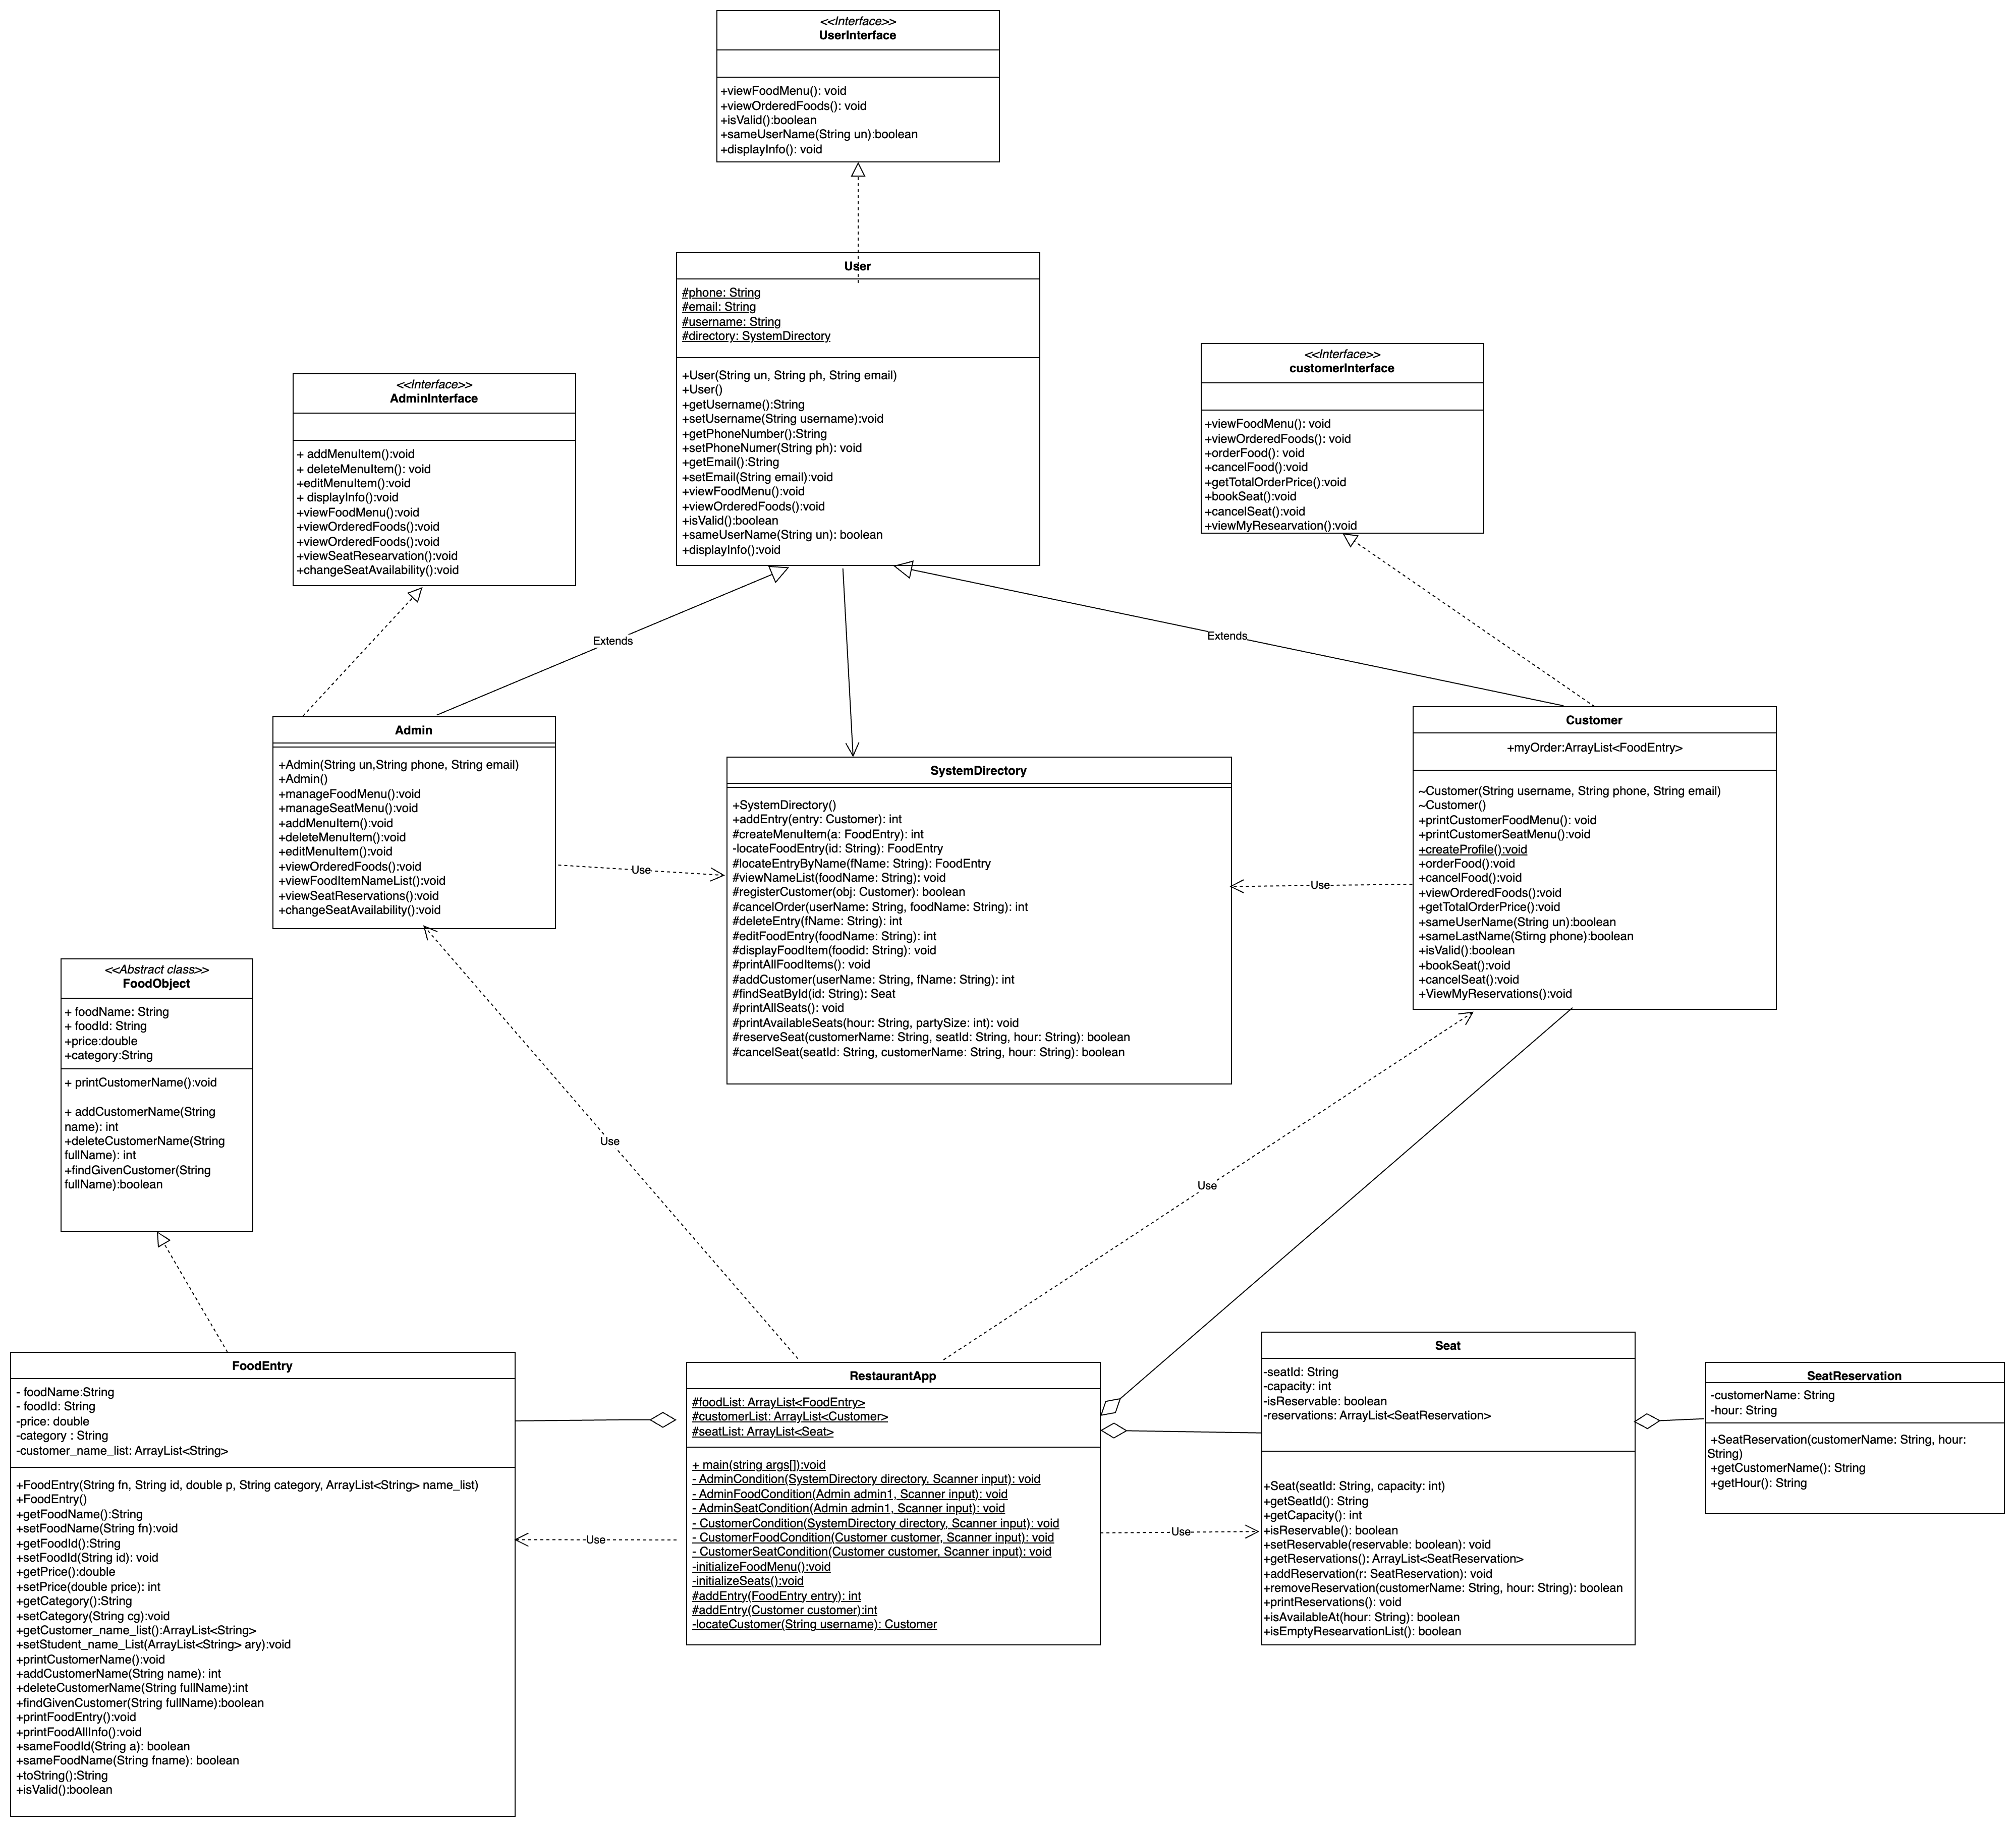 <<Interface>>
UserInterface
+viewFoodMenu(): void
+viewOrderedFoods(): void
+isValid():boolean
+sameUserName(String un):boolean
+displayInfo(): void
User
#phone: String
#email: String
#username: String
#directory: SystemDirectory
+User(String un, String ph, String email)
+User()
+getUsername():String
+setUsername(String username):void
+getPhoneNumber():String
+setPhoneNumer(String ph): void
+getEmail():String
+setEmail(String email):void
+viewFoodMenu():void
+viewOrderedFoods():void
+isValid():boolean
+sameUserName(String un): boolean
+displayInfo():void
<<Interface>>
AdminInterface
+ addMenuItem():void
+ deleteMenuItem(): void
+editMenuItem():void
+ displayInfo():void
+viewFoodMenu():void
+viewOrderedFoods():void
+viewOrderedFoods():void
+viewSeatResearvation():void
+changeSeatAvailability():void
<<Interface>>
customerInterface
+viewFoodMenu(): void
+viewOrderedFoods(): void
+orderFood(): void
+cancelFood():void
+getTotalOrderPrice():void
+bookSeat():void
+cancelSeat():void
+viewMyResearvation():void
Extends
Extends
Admin
+Admin(String un,String phone, String email)
+Admin()
+manageFoodMenu():void
+manageSeatMenu():void
+addMenuItem():void
+deleteMenuItem():void
+editMenuItem():void
+viewOrderedFoods():void
+viewFoodItemNameList():void
+viewSeatReservations():void
+changeSeatAvailability():void
Use
SystemDirectory
+SystemDirectory()
+addEntry(entry: Customer): int
#createMenuItem(a: FoodEntry): int
-locateFoodEntry(id: String): FoodEntry
#locateEntryByName(fName: String): FoodEntry
#viewNameList(foodName: String): void
#registerCustomer(obj: Customer): boolean
#cancelOrder(userName: String, foodName: String): int
#deleteEntry(fName: String): int
#editFoodEntry(foodName: String): int
#displayFoodItem(foodid: String): void
#printAllFoodItems(): void
#addCustomer(userName: String, fName: String): int
#findSeatById(id: String): Seat
#printAllSeats(): void
#printAvailableSeats(hour: String, partySize: int): void
#reserveSeat(customerName: String, seatId: String, hour: String): boolean
#cancelSeat(seatId: String, customerName: String, hour: String): boolean
Use
Customer
+myOrder:ArrayList<FoodEntry>
~Customer(String username, String phone, String email)
~Customer()
+printCustomerFoodMenu(): void
+printCustomerSeatMenu():void
+createProfile():void
+orderFood():void
+cancelFood():void
+viewOrderedFoods():void
+getTotalOrderPrice():void
+sameUserName(String un):boolean
+sameLastName(Stirng phone):boolean
+isValid():boolean
+bookSeat():void
+cancelSeat():void
+ViewMyReservations():void
<<Abstract class>>
FoodObject
+ foodName: String
+ foodId: String
+price:double
+category:String
+ printCustomerName():void
+ addCustomerName(String
name): int
+deleteCustomerName(String
fullName): int
+findGivenCustomer(String
fullName):boolean
Use
Use
FoodEntry
- foodName:String
- foodId: String
-price: double
-category : String
-customer_name_list: ArrayList<String>
+FoodEntry(String fn, String id, double p, String category, ArrayList<String> name_list)
+FoodEntry()
+getFoodName():String
+setFoodName(String fn):void
+getFoodId():String
+setFoodId(String id): void
+getPrice():double
+setPrice(double price): int
+getCategory():String
+setCategory(String cg):void
+getCustomer_name_list():ArrayList<String>
+setStudent_name_List(ArrayList<String> ary):void
+printCustomerName():void
+addCustomerName(String name): int
+deleteCustomerName(String fullName):int
+findGivenCustomer(String fullName):boolean
+printFoodEntry():void
+printFoodAllInfo():void
+sameFoodId(String a): boolean
+sameFoodName(String fname): boolean
+toString():String
+isValid():boolean
Use
RestaurantApp
#foodList: ArrayList<FoodEntry>
#customerList: ArrayList<Customer>
#seatList: ArrayList<Seat>
+ main(string args[]):void
- AdminCondition(SystemDirectory directory, Scanner input): void
- AdminFoodCondition(Admin admin1, Scanner input): void
- AdminSeatCondition(Admin admin1, Scanner input): void
- CustomerCondition(SystemDirectory directory, Scanner input): void
- CustomerFoodCondition(Customer customer, Scanner input): void
- CustomerSeatCondition(Customer customer, Scanner input): void
-initializeFoodMenu():void
-initializeSeats():void
#addEntry(FoodEntry entry): int
#addEntry(Customer customer):int
-locateCustomer(String username): Customer
Use
Seat
-seatId: String
-capacity: int
-isReservable: boolean
-reservations: ArrayList<SeatReservation>
+Seat(seatId: String, capacity: int)
+getSeatId(): String
+getCapacity(): int
+isReservable(): boolean
+setReservable(reservable: boolean): void
+getReservations(): ArrayList<SeatReservation>
+addReservation(r: SeatReservation): void
+removeReservation(customerName: String, hour: String): boolean
+printReservations(): void
+isAvailableAt(hour: String): boolean
+isEmptyResearvationList(): boolean
SeatReservation
-customerName: String
-hour: String
+SeatReservation(customerName: String, hour:
String)
+getCustomerName(): String
+getHour(): String